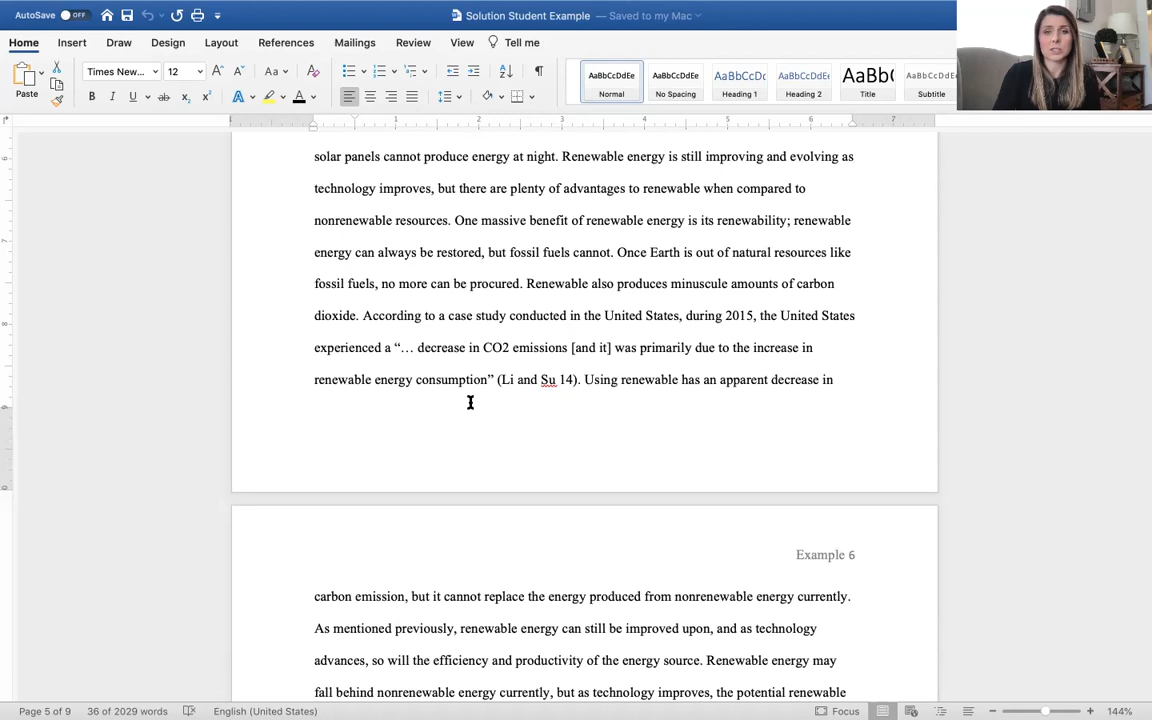 AutoSave OFF
Solution Student Example — Saved to my Mac
Home Insert Draw Design Layout References Mailings Review View Tell me
Paste
Times New... 12
AaBbCcDdEe
Normal
AaBbCcDdEe
No Spacing
AaBbCcDc
Heading 1
AaBbCcDdEe
Heading 2
AaBb(
Title
AaBbCcDdEe
Subtitle
1 2 3 4 5 6 7
solar panels cannot produce energy at night. Renewable energy is still improving and evolving as
technology improves, but there are plenty of advantages to renewable when compared to
nonrenewable resources. One massive benefit of renewable energy is its renewability; renewable
energy can always be restored, but fossil fuels cannot. Once Earth is out of natural resources like
fossil fuels, no more can be procured. Renewable also produces minuscule amounts of carbon
dioxide. According to a case study conducted in the United States, during 2015, the United States
experienced a “… decrease in CO2 emissions [and it] was primarily due to the increase in
renewable energy consumption” (Li and Su 14). Using renewable has an apparent decrease in
Example 6
carbon emission, but it cannot replace the energy produced from nonrenewable energy currently.
As mentioned previously, renewable energy can still be improved upon, and as technology
advances, so will the efficiency and productivity of the energy source. Renewable energy may
fall behind nonrenewable energy currently, but as technology improves, the potential renewable
Page 5 of 9 36 of 2029 words English (United States) Focus 144%